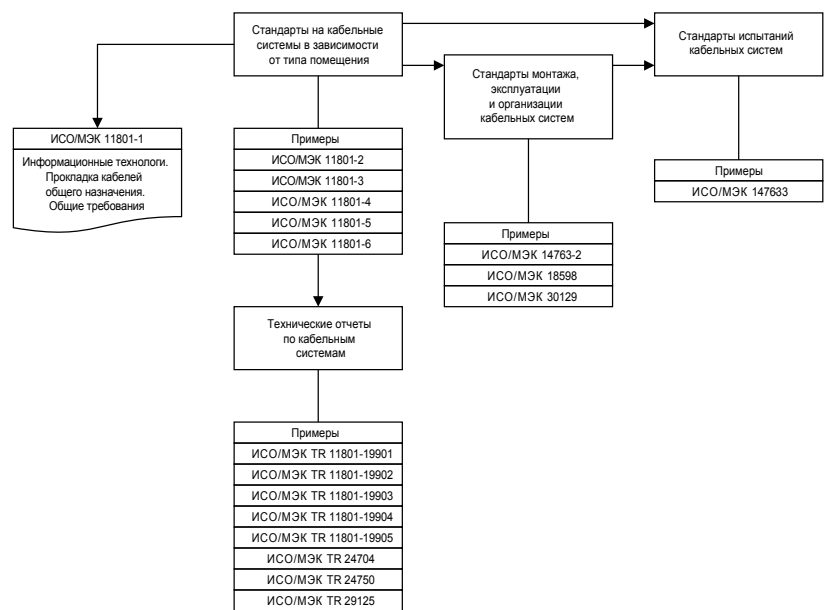 Стандарты на кабельные
системы в зависимости
от типа помещения
Стандарты испытаний
кабельных систем
Стандарты монтажа,
эксплуатации
и организации
кабельных систем
ИСО/МЭК 11801-1
Информационные технологи.
Прокладка кабелей
общего назначения.
Общие требования
Примеры
ИСО/МЭК 11801-2
ИСО/МЭК 11801-3
ИСО/МЭК 11801-4
ИСО/МЭК 11801-5
ИСО/МЭК 11801-6
Примеры
ИСО/МЭК 147633
Примеры
ИСО/МЭК 14763-2
ИСО/МЭК 18598
ИСО/МЭК 30129
Технические отчеты
по кабельным
системам
Примеры
ИСО/МЭК TR 11801-19901
ИСО/МЭК TR 11801-19902
ИСО/МЭК TR 11801-19903
ИСО/МЭК TR 11801-19904
ИСО/МЭК TR 11801-19905
ИСО/МЭК TR 24704
ИСО/МЭК TR 24750
ИСО/МЭК TR 29125